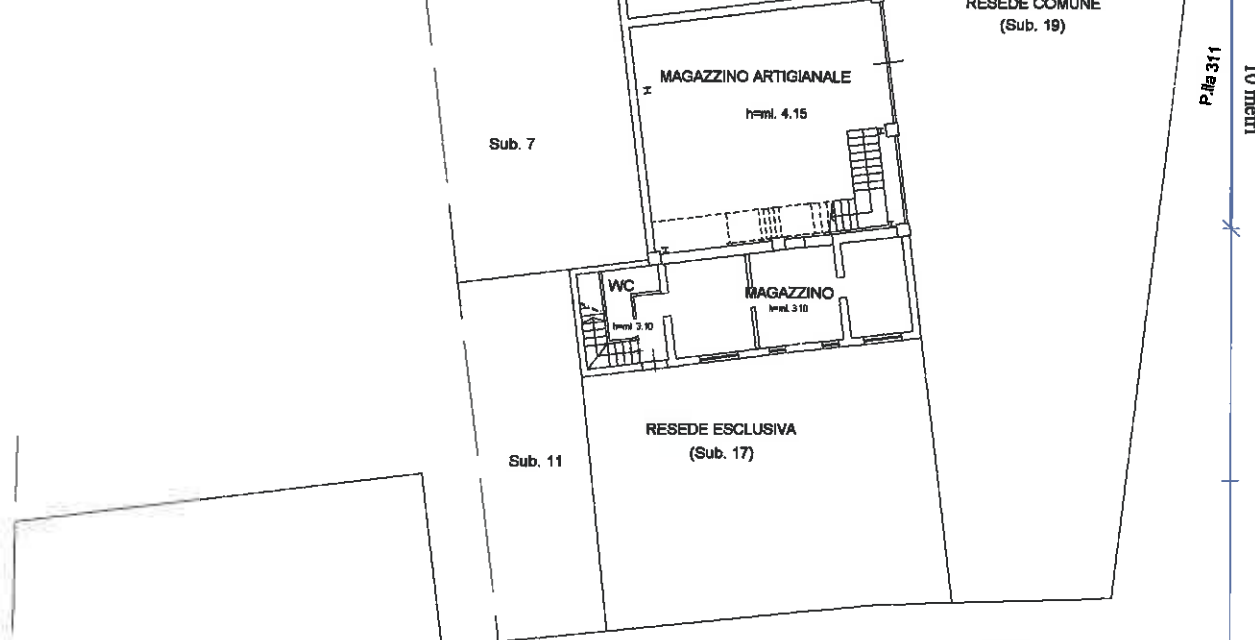 RESEDE COMUNE
(Sub. 19)
P.lla 311
10 metri
MAGAZZINO ARTIGIANALE
h=ml. 4.15
Sub. 7
WC
h=ml 3.10
MAGAZZINO
h=ml. 3.10
RESEDE ESCLUSIVA
(Sub. 17)
Sub. 11